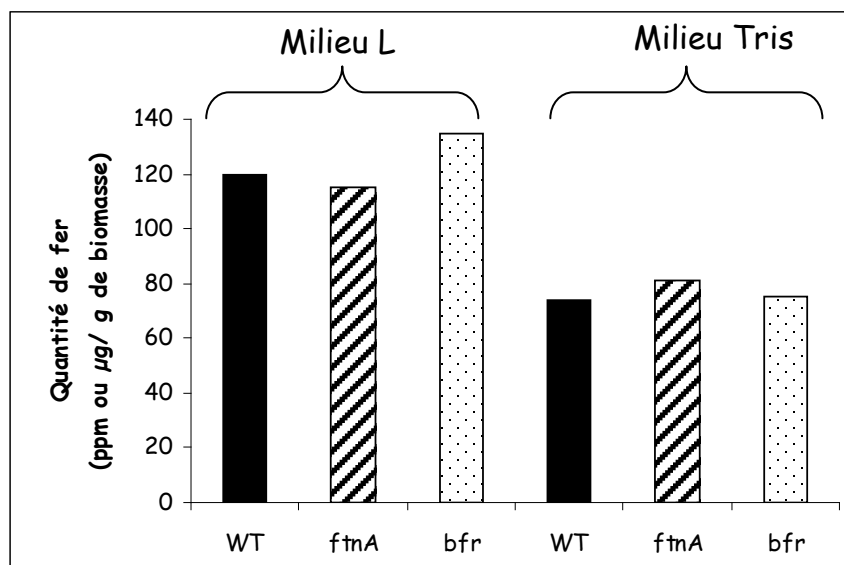 Milieu L
Milieu Tris
Quantité de fer
(ppm ou µg/ g de biomasse)
140
120
100
80
60
40
20
0
WT
ftnA
bfr
WT
ftnA
bfr